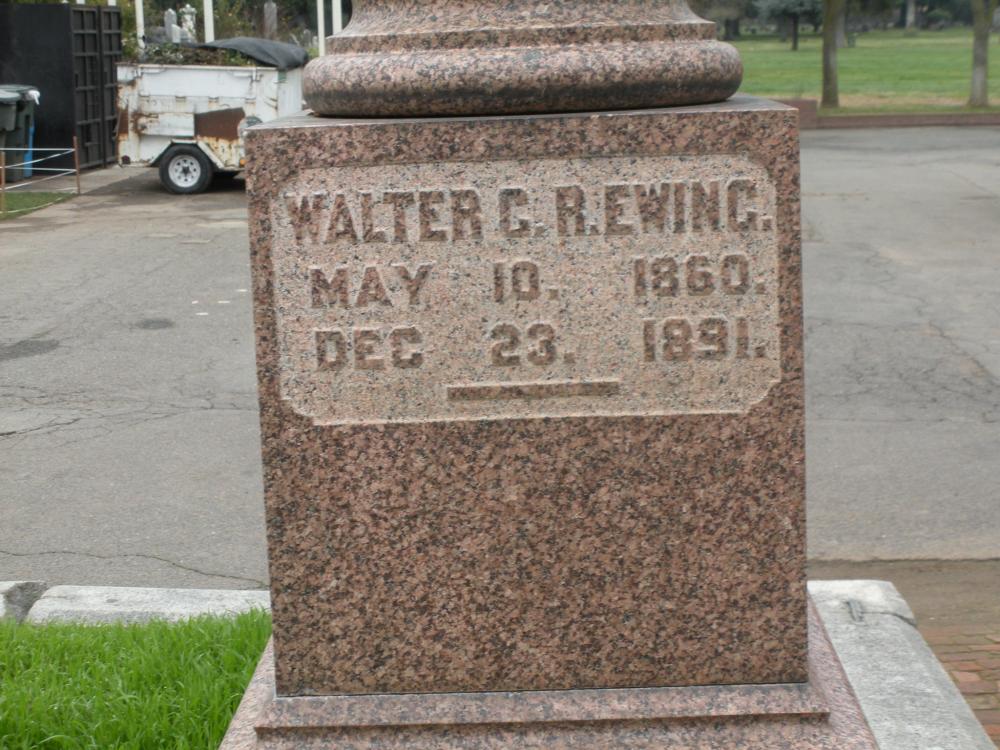 WALTER C. R. EWING.
MAY 10. 1860.
DEC 23. 1891.